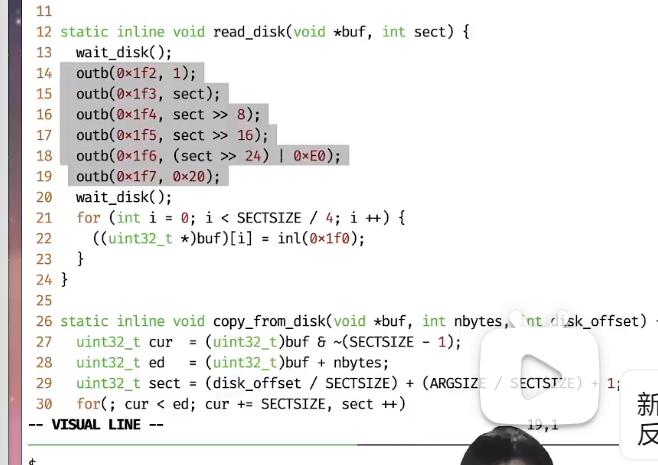 11
12 static inline void read_disk(void *buf, int sect) {
13   wait_disk();
14   outb(0x1f2, 1);
15   outb(0x1f3, sect);
16   outb(0x1f4, sect >> 8);
17   outb(0x1f5, sect >> 16);
18   outb(0x1f6, (sect >> 24) | 0xE0);
19   outb(0x1f7, 0x20);
20   wait_disk();
21   for (int i = 0; i < SECTSIZE / 4; i ++) {
22     ((uint32_t *)buf)[i] = inl(0x1f0);
23   }
24 }
25
26 static inline void copy_from_disk(void *buf, int nbytes, int disk_offset) {
27   uint32_t cur  = (uint32_t)buf & ~(SECTSIZE - 1);
28   uint32_t ed   = (uint32_t)buf + nbytes;
29   uint32_t sect = (disk_offset / SECTSIZE) + (ARGSIZE / SECTSIZE) + 1;
30   for(; cur < ed; cur += SECTSIZE, sect ++)
-- VISUAL LINE -- 19,1
新
反
$